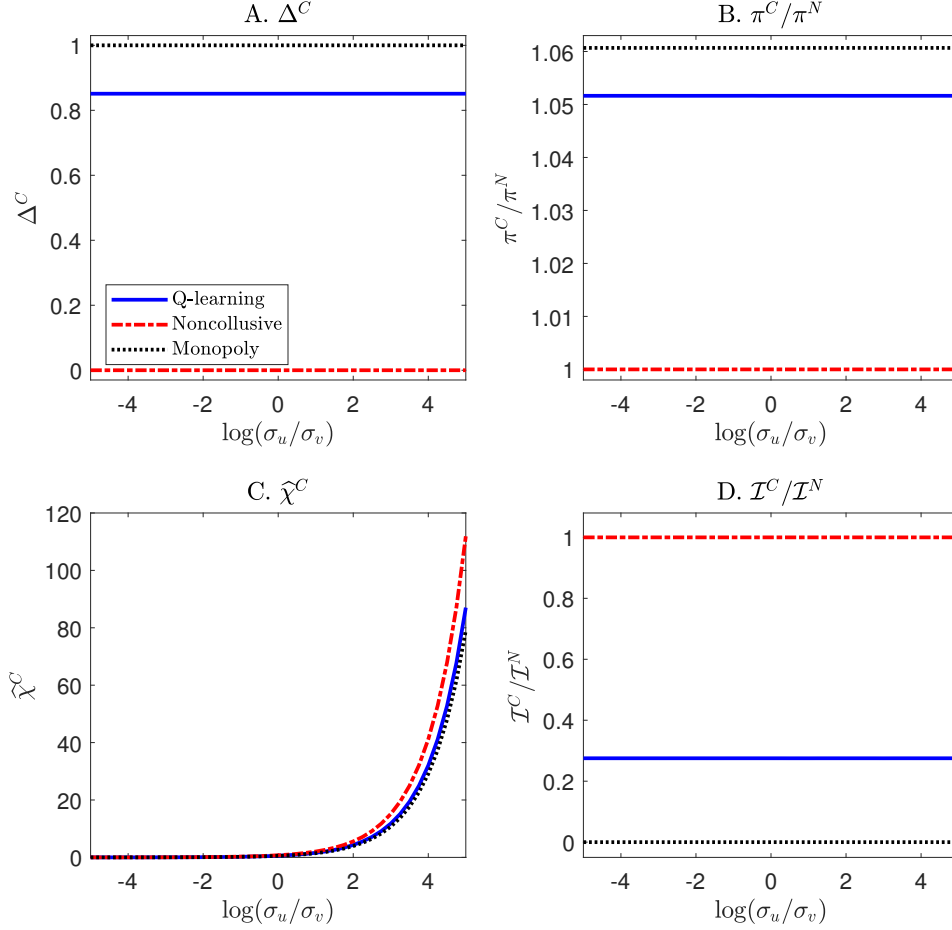 A. Δ^C
1
0.8
0.6
0.4
0.2
0
Δ^C
Q-learning
Noncollusive
Monopoly
-4 -2 0 2 4
log(σ_u/σ_v)
B. π^C/π^N
1.06
1.05
1.04
1.03
1.02
1.01
1
π^C/π^N
-4 -2 0 2 4
log(σ_u/σ_v)
C. χ̂^C
120
100
80
60
40
20
0
χ̂^C
-4 -2 0 2 4
log(σ_u/σ_v)
D. 𝓘^C/𝓘^N
1
0.8
0.6
0.4
0.2
0
𝓘^C/𝓘^N
-4 -2 0 2 4
log(σ_u/σ_v)